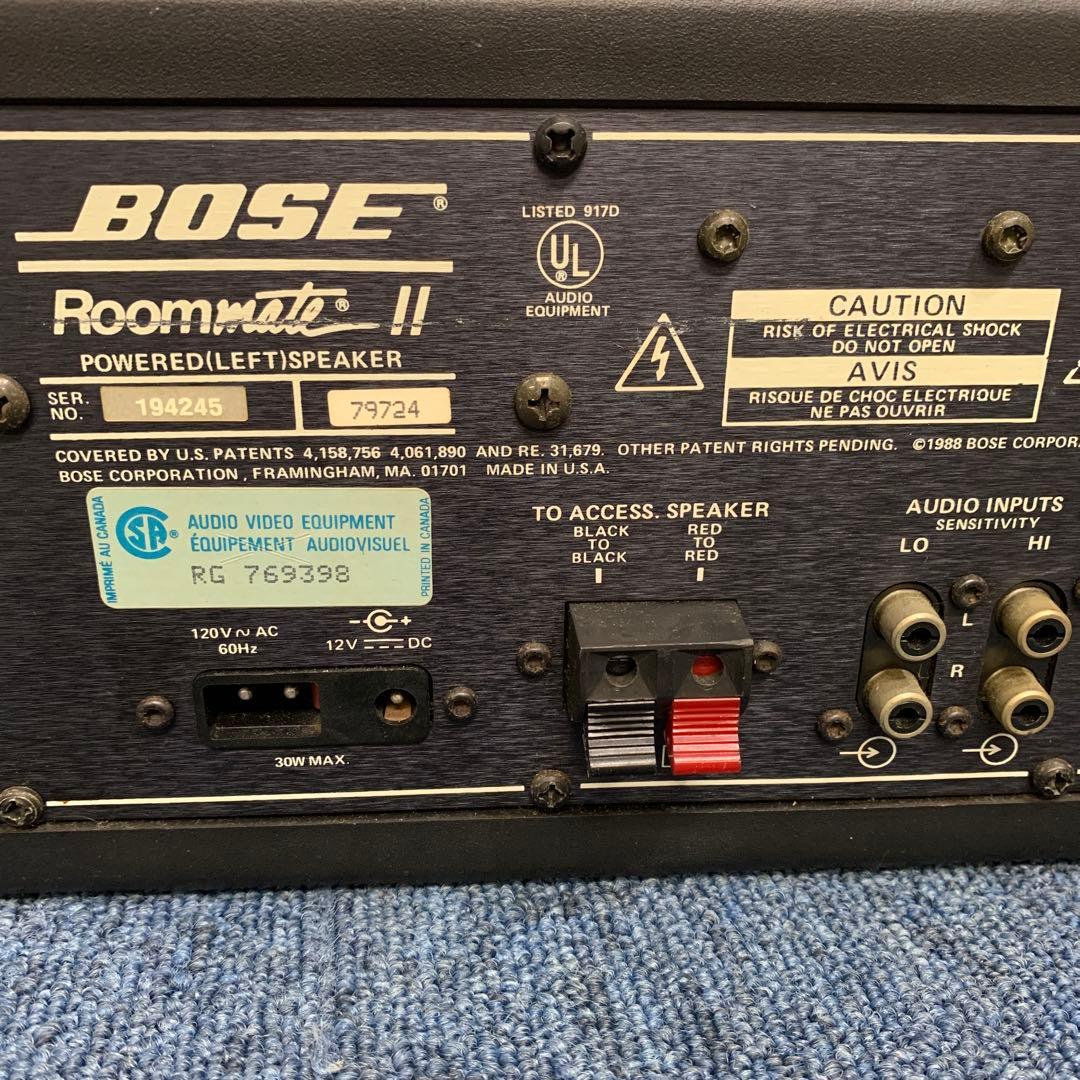 BOSE®
Roommate® II
POWERED(LEFT)SPEAKER
SER.
NO.
194245
79724
LISTED 917D
UL®
AUDIO
EQUIPMENT
CAUTION
RISK OF ELECTRICAL SHOCK
DO NOT OPEN
AVIS
RISQUE DE CHOC ELECTRIQUE
NE PAS OUVRIR
COVERED BY U.S. PATENTS 4,158,756 4,061,890 AND RE. 31,679. OTHER PATENT RIGHTS PENDING. ©1988 BOSE CORPOR
BOSE CORPORATION, FRAMINGHAM, MA. 01701 MADE IN U.S.A.
IMPRIMÉ AU CANADA
SA®
AUDIO VIDEO EQUIPMENT
ÉQUIPEMENT AUDIOVISUEL
RG 769398
PRINTED IN CANADA
120V ~ AC
60Hz
- +
12V DC
30W MAX.
TO ACCESS. SPEAKER
BLACK
TO
BLACK
RED
TO
RED
AUDIO INPUTS
SENSITIVITY
LO HI
L
R